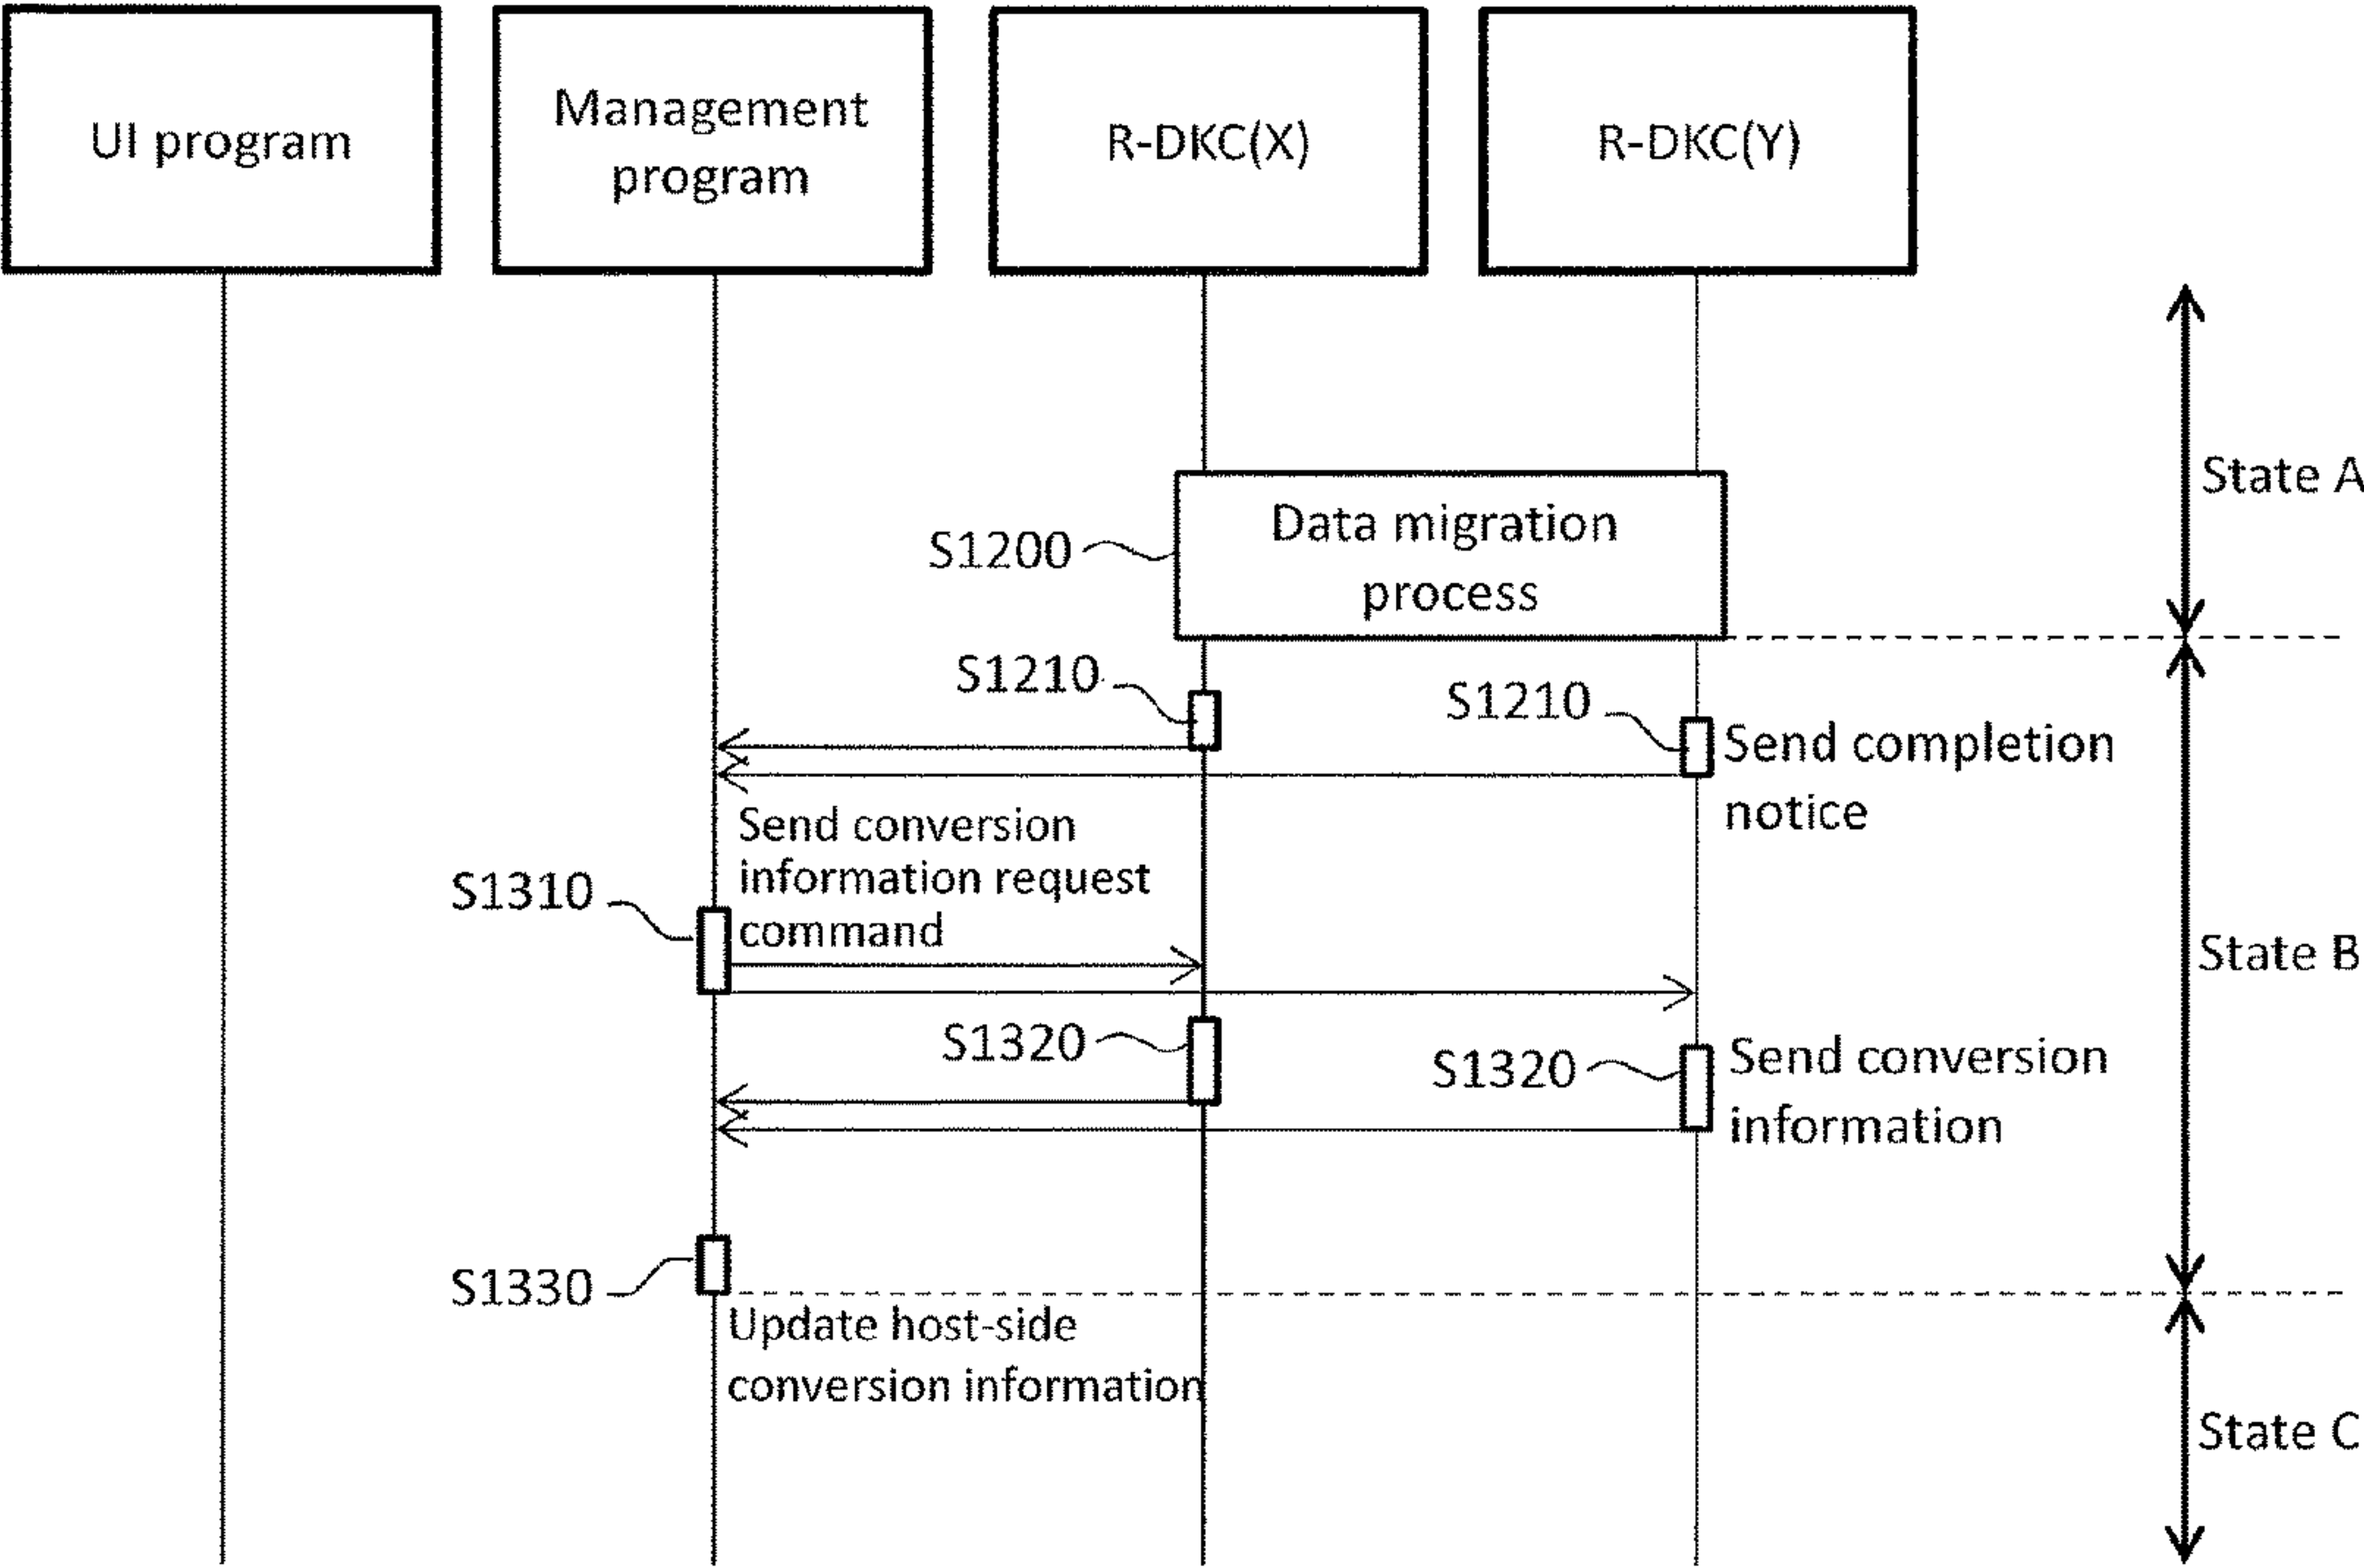 UI program
Management
program
R-DKC(X)
R-DKC(Y)
State A
Data migration
process
S1200
S1210
S1210
Send completion
notice
Send conversion
information request
command
S1310
State B
S1320
S1320
Send conversion
information
S1330
Update host-side
conversion information
State C